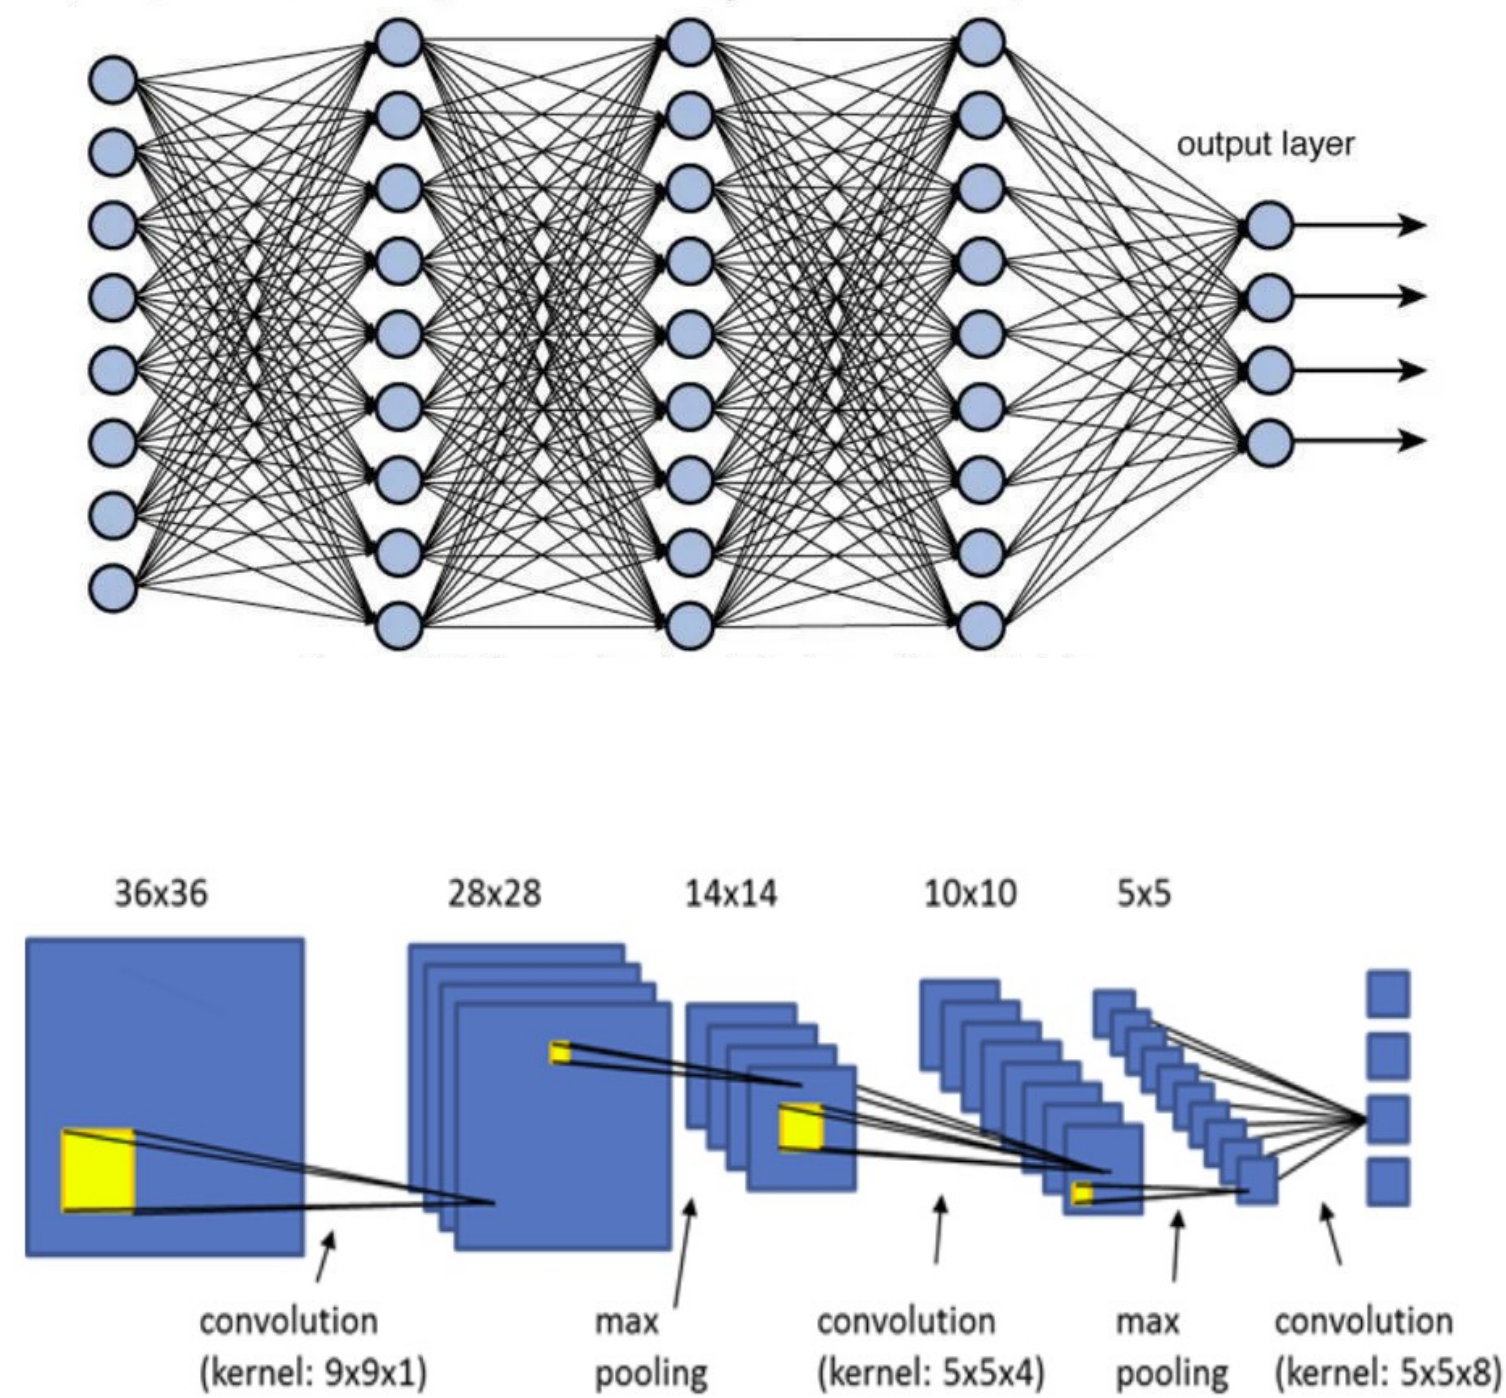 output layer
36x36
28x28
14x14
10x10
5x5
convolution
(kernel: 9x9x1)
max
pooling
convolution
(kernel: 5x5x4)
max
pooling
convolution
(kernel: 5x5x8)